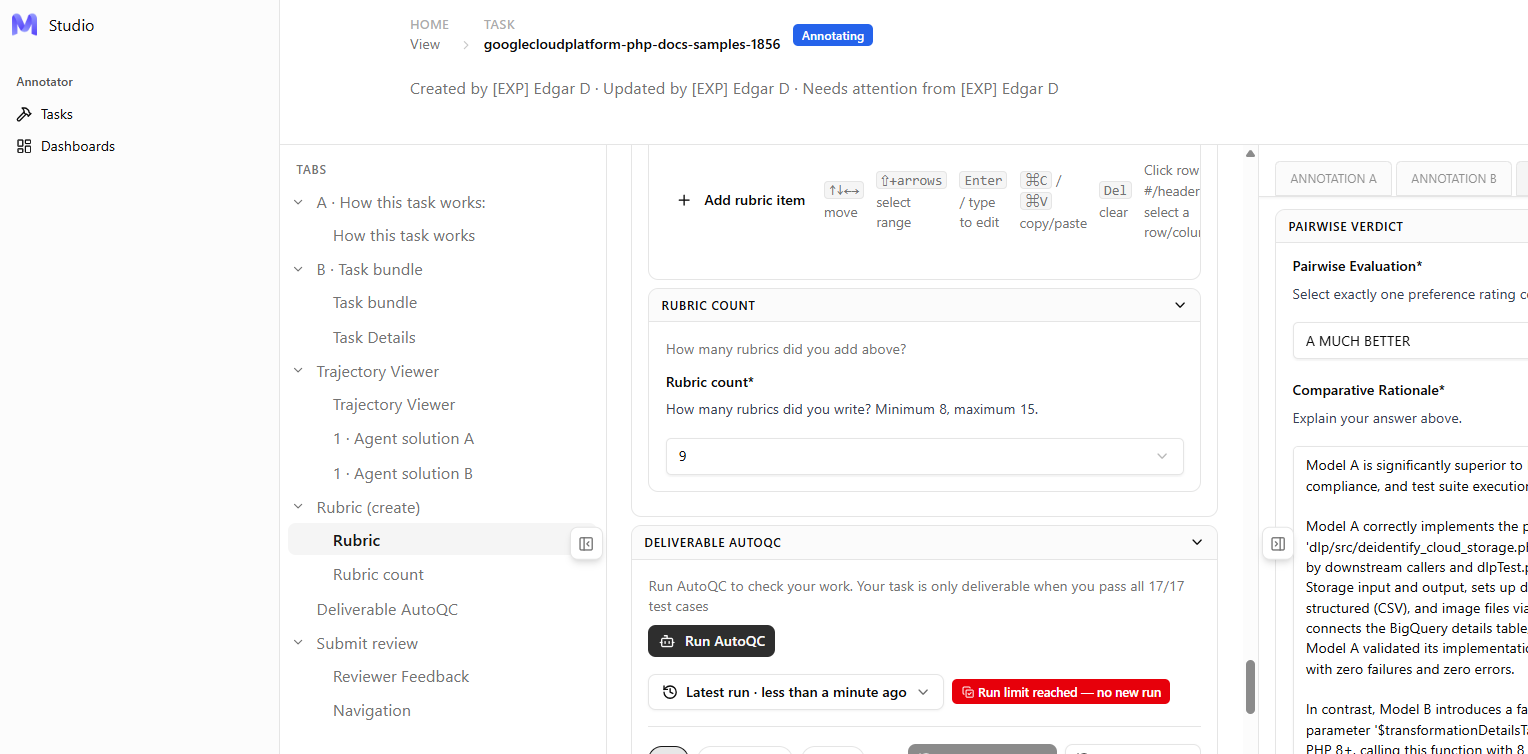 Studio
Annotator
Tasks
Dashboards
HOME
View
TASK
googlecloudplatform-php-docs-samples-1856
Annotating
Created by [EXP] Edgar D · Updated by [EXP] Edgar D · Needs attention from [EXP] Edgar D
TABS
A · How this task works:
How this task works
B · Task bundle
Task bundle
Task Details
Trajectory Viewer
Trajectory Viewer
1 · Agent solution A
1 · Agent solution B
Rubric (create)
Rubric
Rubric count
Deliverable AutoQC
Submit review
Reviewer Feedback
Navigation
+ Add rubric item
↑↓←→
move
⇧+arrows
select
range
Enter
/ type
to edit
⌘C /
⌘V
copy/paste
Del
clear
Click row
#/header
select a
row/colu
RUBRIC COUNT
How many rubrics did you add above?
Rubric count*
How many rubrics did you write? Minimum 8, maximum 15.
9
DELIVERABLE AUTOQC
Run AutoQC to check your work. Your task is only deliverable when you pass all 17/17
test cases
Run AutoQC
Latest run · less than a minute ago
Run limit reached — no new run
ANNOTATION A
ANNOTATION B
PAIRWISE VERDICT
Pairwise Evaluation*
Select exactly one preference rating c
A MUCH BETTER
Comparative Rationale*
Explain your answer above.
Model A is significantly superior to
compliance, and test suite execution
Model A correctly implements the p
'dlp/src/deidentify_cloud_storage.ph
by downstream callers and dlpTest.p
Storage input and output, sets up d
structured (CSV), and image files via
connects the BigQuery details table
Model A validated its implementatio
with zero failures and zero errors.
In contrast, Model B introduces a fa
parameter '$transformationDetailsTa
PHP 8+, calling this function with 8